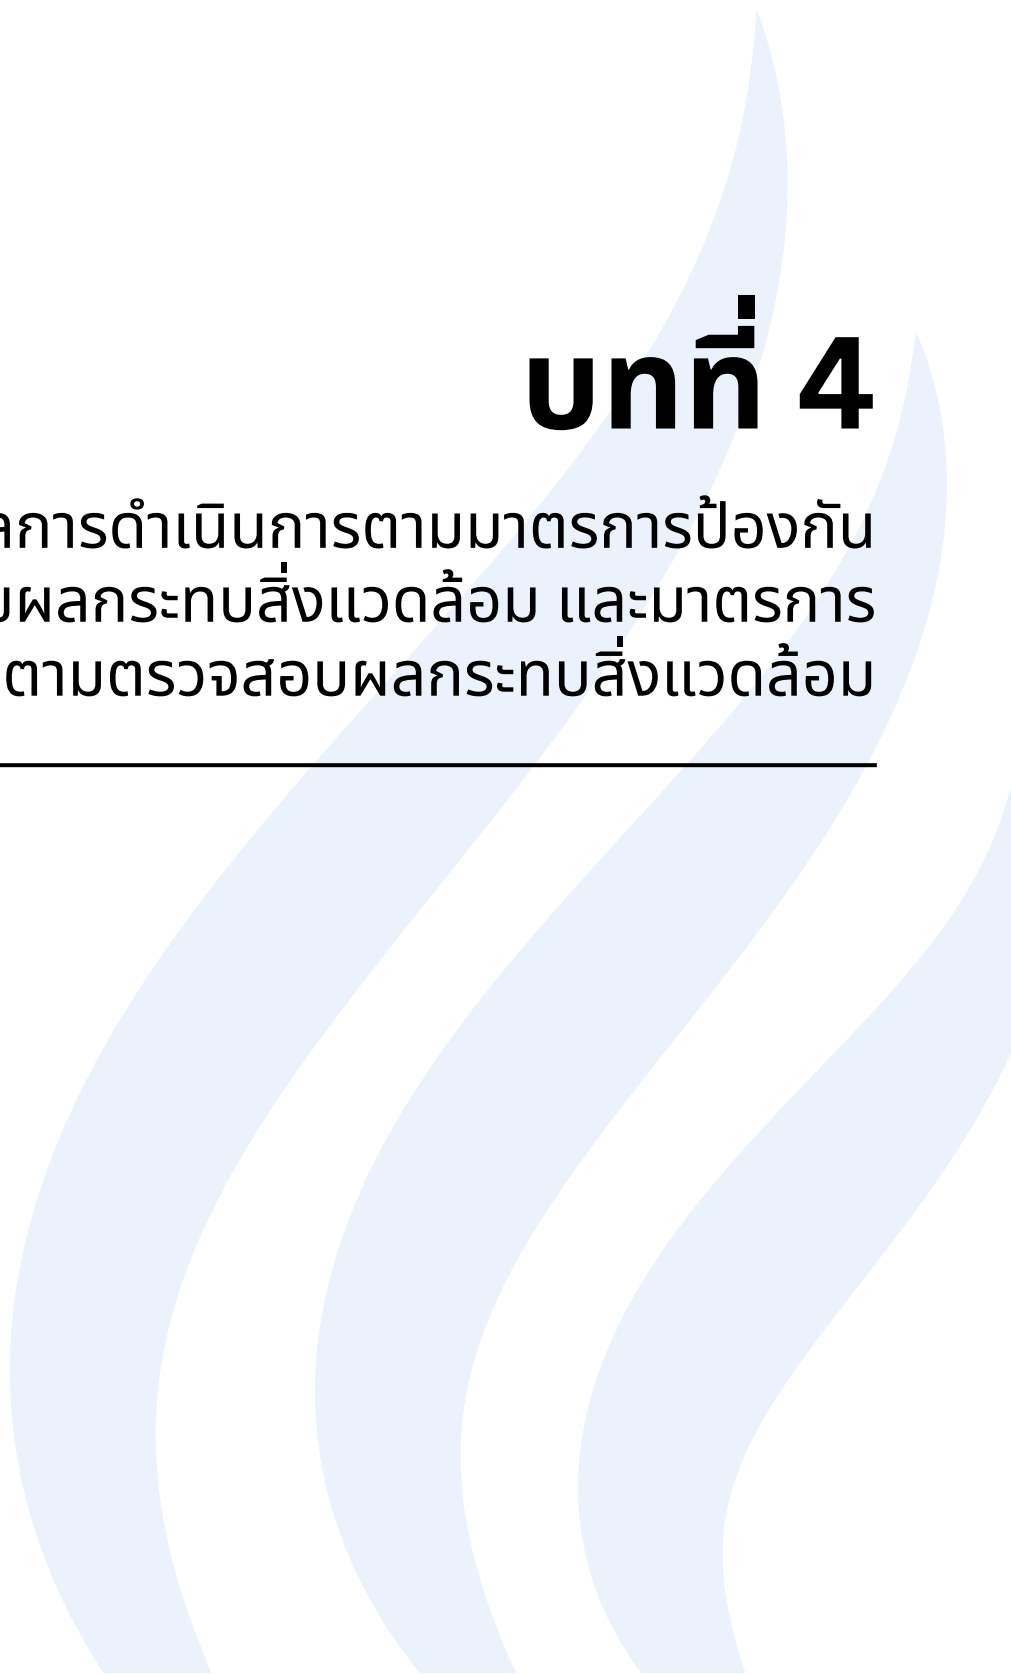 บทที่ 4
การดำเนินการตามมาตรการป้องกัน
ผลกระทบสิ่งแวดล้อม และมาตรการ
ตามตรวจสอบผลกระทบสิ่งแวดล้อม